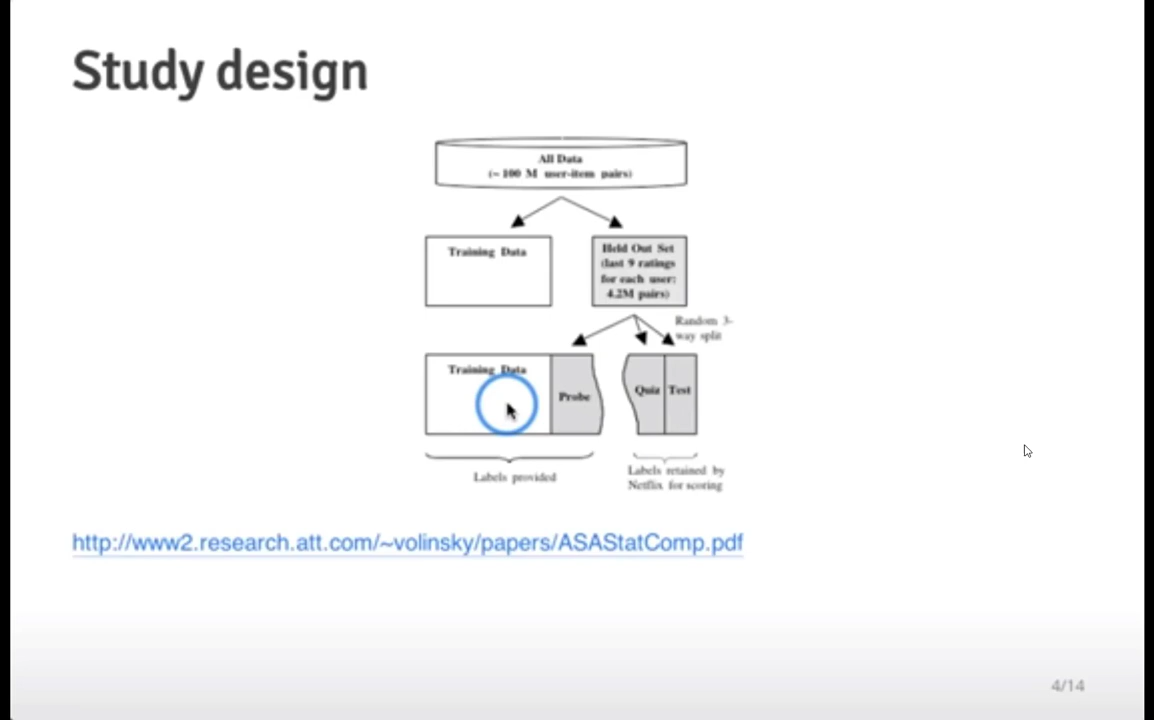 Study design
All Data
(~ 100 M user-item pairs)
Training Data
Held Out Set
(last 9 ratings
for each user:
4.2M pairs)
Random 3-
way split
Training Data
Probe
Quiz
Test
Labels provided
Labels retained by
Netflix for scoring
http://www2.research.att.com/~volinsky/papers/ASAStatComp.pdf
4/14